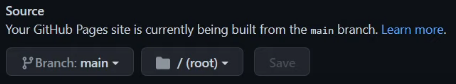 Source
Your GitHub Pages site is currently being built from the main branch. Learn more.
Branch: main / (root) Save